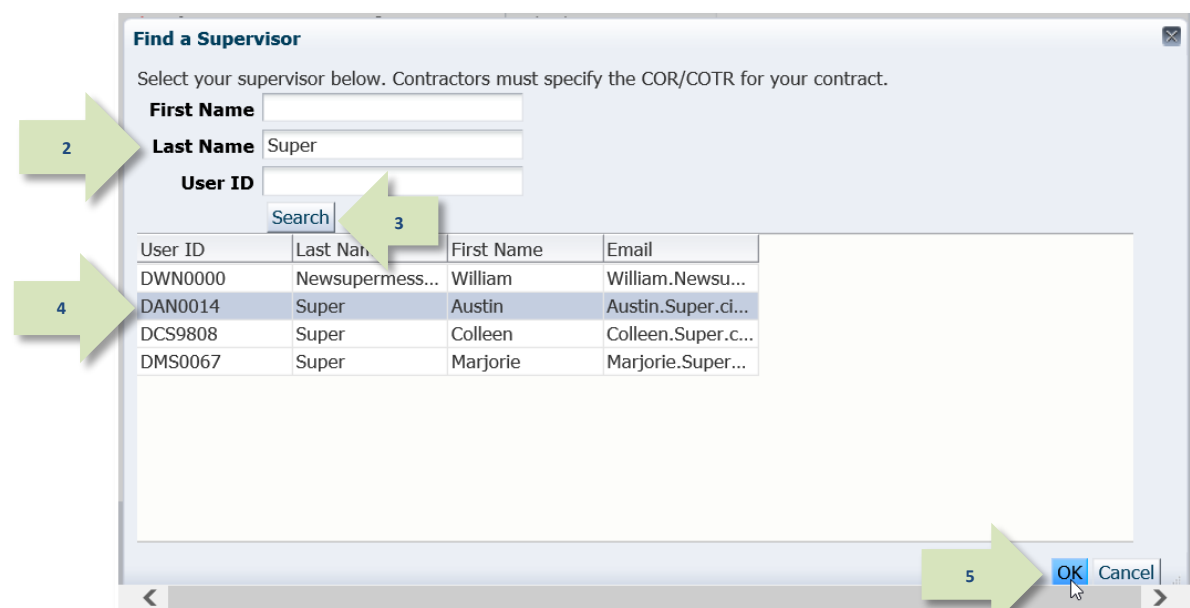 Find a Supervisor
Select your supervisor below. Contractors must specify the COR/COTR for your contract.
First Name
2 Last Name Super
User ID
Search 3
User ID Last Nam First Name Email
DWN0000 Newsupermess... William William.Newsu...
4 DAN0014 Super Austin Austin.Super.ci...
DCS9808 Super Colleen Colleen.Super.c...
DMS0067 Super Marjorie Marjorie.Super...
5 OK Cancel